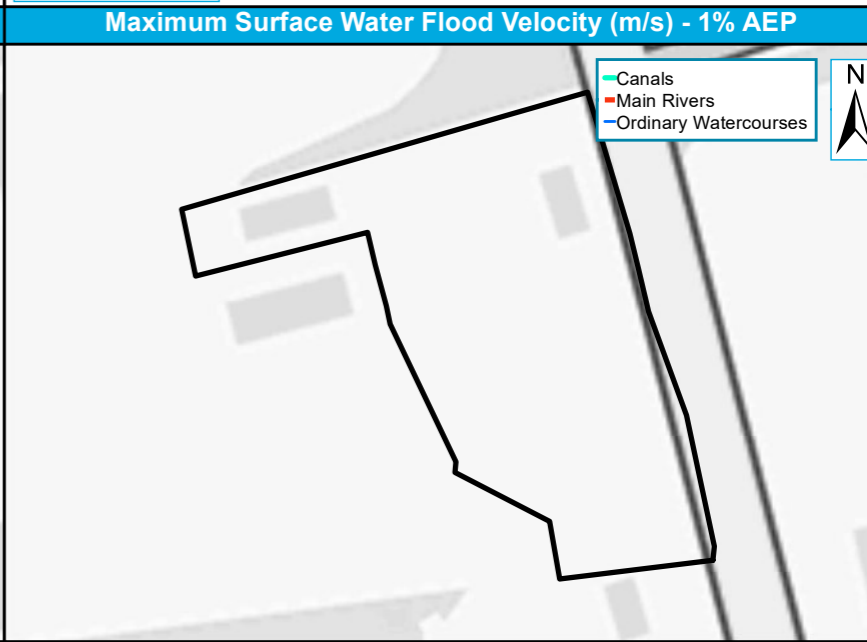 Maximum Surface Water Flood Velocity (m/s) - 1% AEP
Canals
Main Rivers
Ordinary Watercourses
N